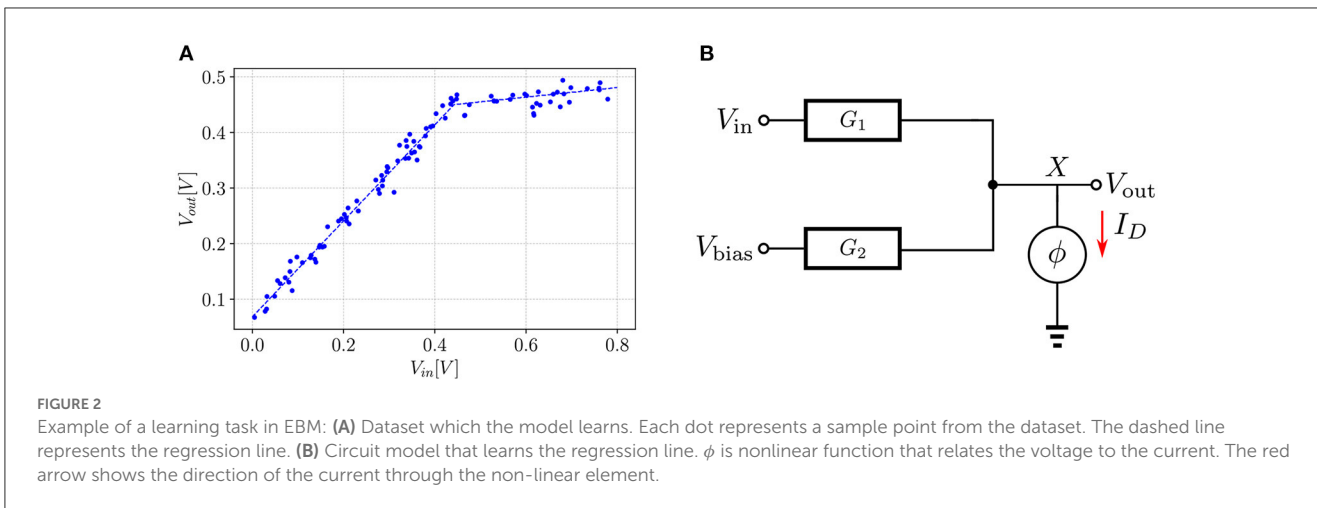 A
B
0.5
0.4
0.3
0.2
0.1
V_out[V]
0.0 0.2 0.4 0.6 0.8
V_in[V]
V_in
G_1
X
V_out
I_D
V_bias
G_2
ϕ
FIGURE 2
Example of a learning task in EBM: (A) Dataset which the model learns. Each dot represents a sample point from the dataset. The dashed line
represents the regression line. (B) Circuit model that learns the regression line. ϕ is nonlinear function that relates the voltage to the current. The red
arrow shows the direction of the current through the non-linear element.